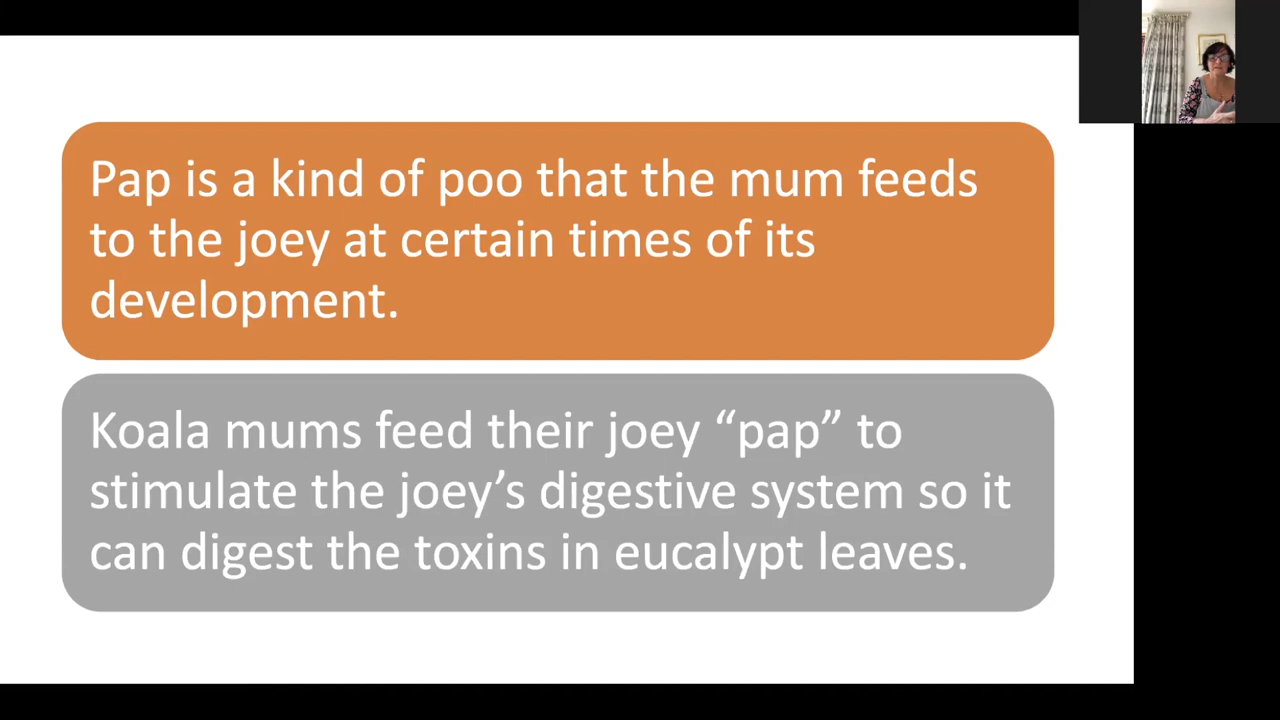 Pap is a kind of poo that the mum feeds
to the joey at certain times of its
development.
Koala mums feed their joey “pap” to
stimulate the joey’s digestive system so it
can digest the toxins in eucalypt leaves.